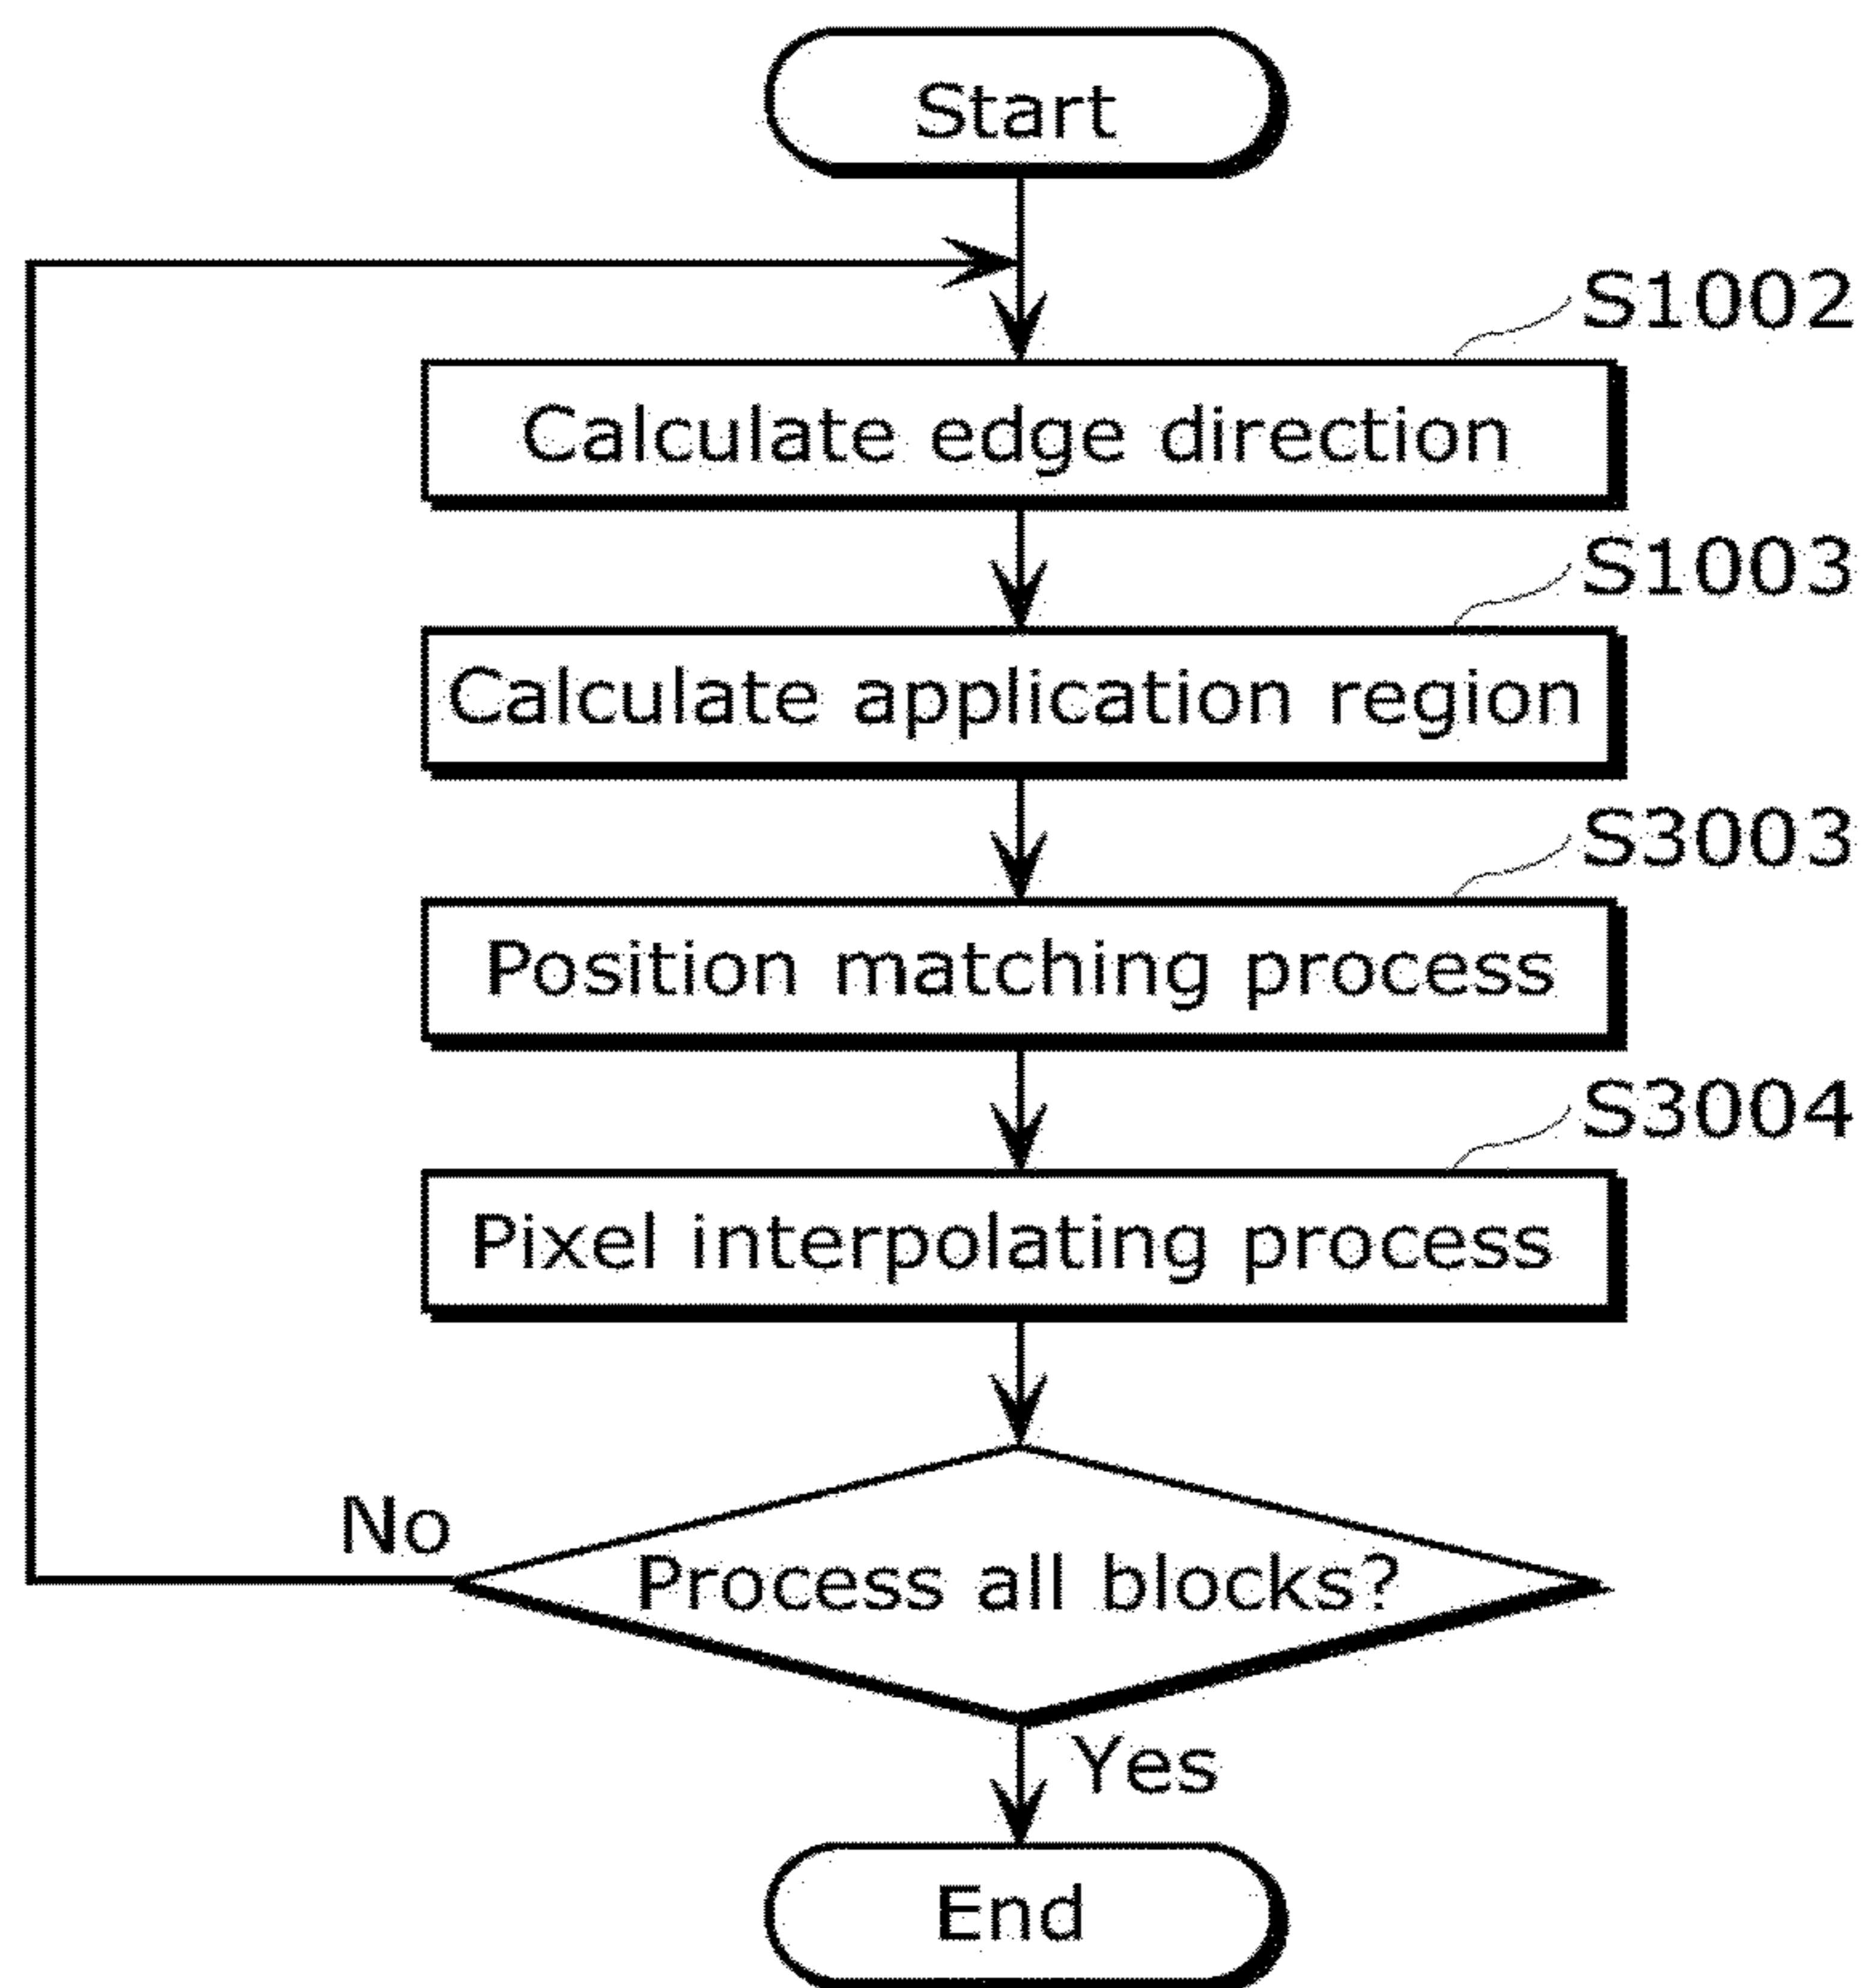 Start
S1002
Calculate edge direction
S1003
Calculate application region
S3003
Position matching process
S3004
Pixel interpolating process
No
Process all blocks?
Yes
End